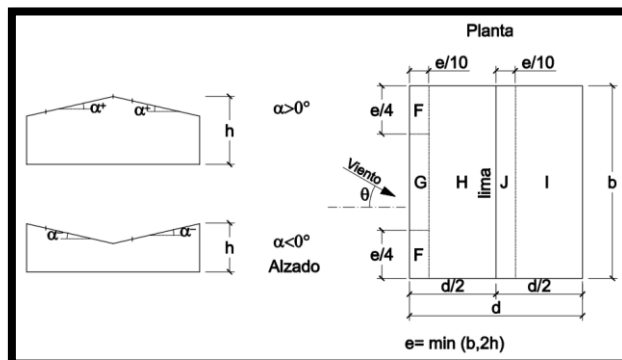 Planta
e/10 e/10
α+ α+
h
α>0°
e/4
F
Viento
θ
G H lima J I
b
α- α-
h
α<0°
Alzado
e/4
F
d/2 d/2
d
e= min (b,2h)